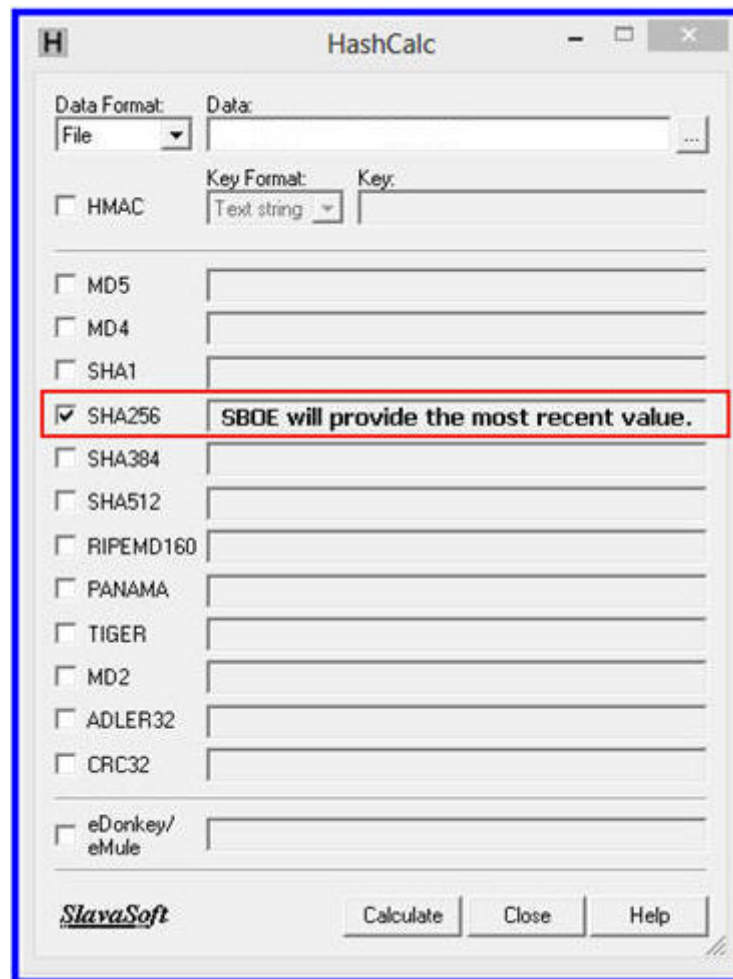 H HashCalc
Data Format: Data:
File ...
Key Format: Key:
HMAC Text string
MD5
MD4
SHA1
SHA256 SBOE will provide the most recent value.
SHA384
SHA512
RIPEMD160
PANAMA
TIGER
MD2
ADLER32
CRC32
eDonkey/
eMule
SlavaSoft Calculate Close Help